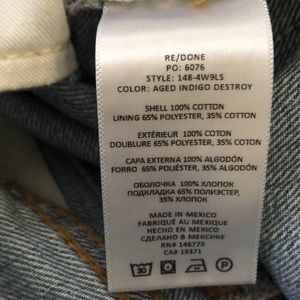 RE/DONE
PO: 6076
STYLE: 148-4W9LS
COLOR: AGED INDIGO DESTROY
SHELL 100% COTTON
LINING 65% POLYESTER, 35% COTTON
EXTÉRIEUR 100% COTON
DOUBLURE 65% POLYESTER, 35% COTON
CAPA EXTERNA 100% ALGODÓN
FORRO 65% POLIÉSTER, 35% ALGODÓN
ОБОЛОЧКА 100% ХЛОПОК
ПОДКЛАДКА 65% ПОЛИЭСТЕР,
35% ХЛОПОК
MADE IN MEXICO
FABRIQUÉ AU MEXIQUE
HECHO EN MEXICO
СДЕЛАНО В МЕКСИКЕ
RN# 146770
CA# 19371
30
P